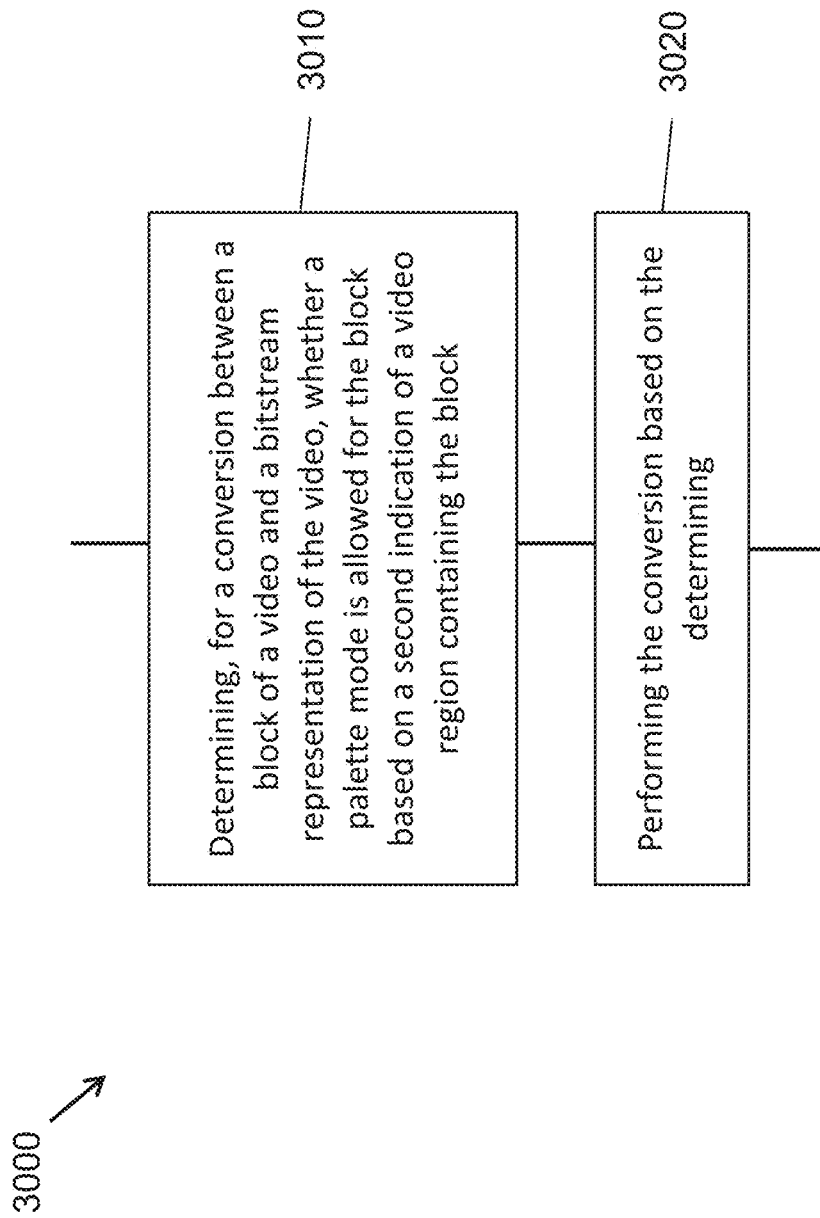 3000
Determining, for a conversion between a
block of a video and a bitstream
representation of the video, whether a
palette mode is allowed for the block
based on a second indication of a video
region containing the block
3010
Performing the conversion based on the
determining
3020